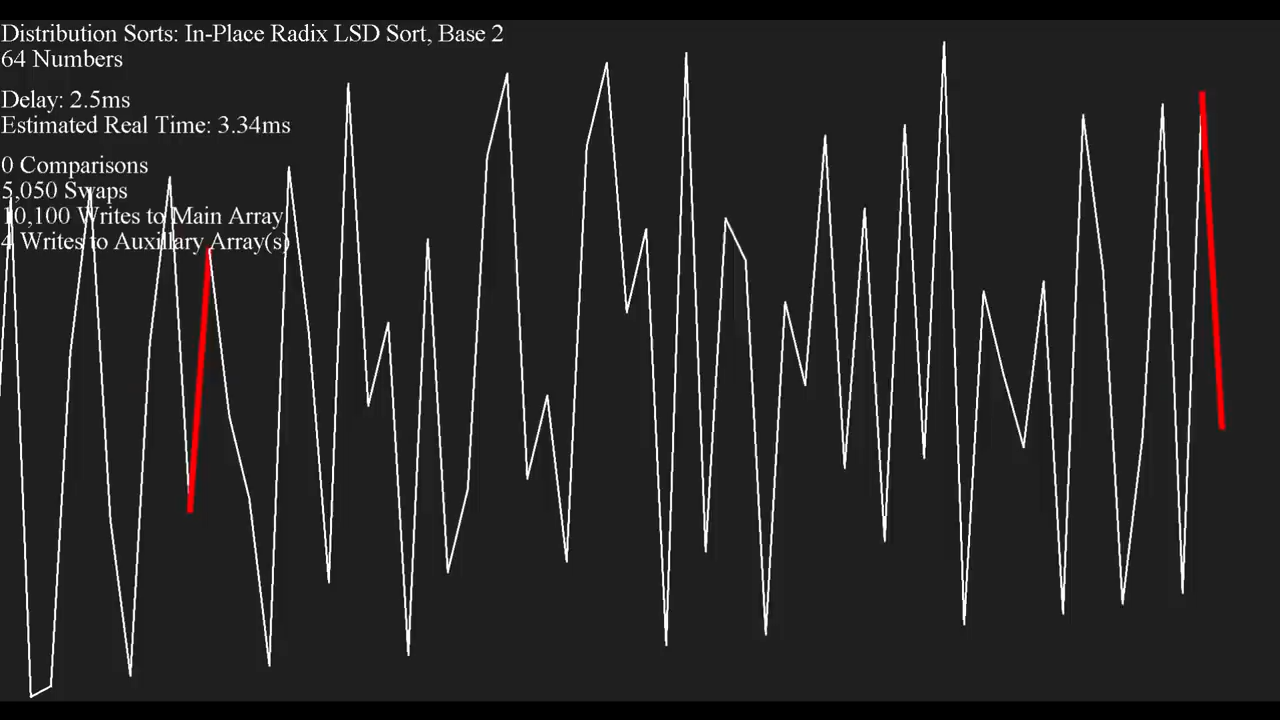 Distribution Sorts: In-Place Radix LSD Sort, Base 2
64 Numbers
Delay: 2.5ms
Estimated Real Time: 3.34ms
0 Comparisons
5,050 Swaps
10,100 Writes to Main Array
4 Writes to Auxillary Array(s)